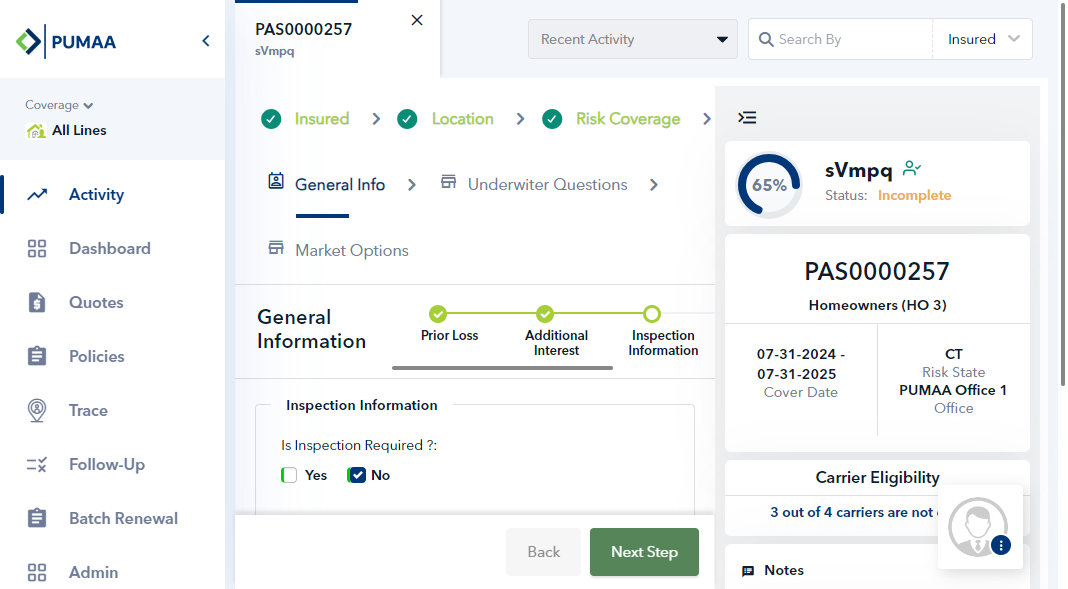 PUMAA
Coverage
All Lines
Activity
Dashboard
Quotes
Policies
Trace
Follow-Up
Batch Renewal
Admin
PAS0000257
sVmpq
Recent Activity
Search By
Insured
Insured
Location
Risk Coverage
General Info
Underwiter Questions
Market Options
General
Information
Prior Loss
Additional
Interest
Inspection
Information
Inspection Information
Is Inspection Required ?:
Yes
No
Back
Next Step
65%
sVmpq
Status: Incomplete
PAS0000257
Homeowners (HO 3)
07-31-2024 -
07-31-2025
Cover Date
CT
Risk State
PUMAA Office 1
Office
Carrier Eligibility
3 out of 4 carriers are not
Notes